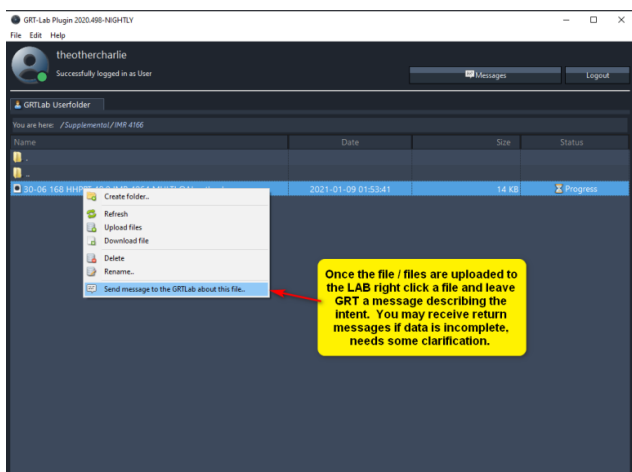 GRT-Lab Plugin 2020.498-NIGHTLY
File Edit Help
theothercharlie
Successfully logged in as User
Messages
Logout
GRTLab Userfolder
You are here: /Supplemental/IMR 4166
Name Date Size Status
.
..
30-06 168 2021-01-09 01:53:41 14 KB Progress
Create folder..
Refresh
Upload files
Download file
Delete
Rename..
Send message to the GRTLab about this file..
Once the file / files are uploaded to
the LAB right click a file and leave
GRT a message describing the
intent. You may receive return
messages if data is incomplete,
needs some clarification.